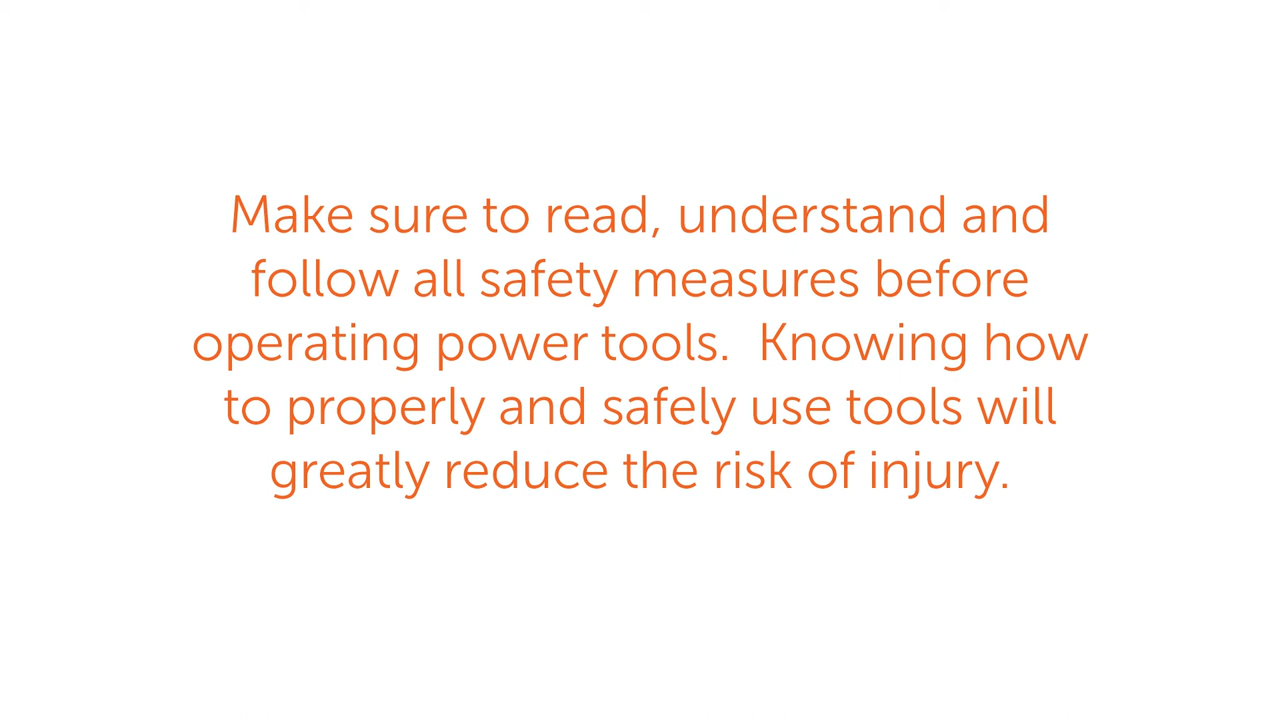 Make sure to read, understand and
follow all safety measures before
operating power tools.  Knowing how
to properly and safely use tools will
greatly reduce the risk of injury.